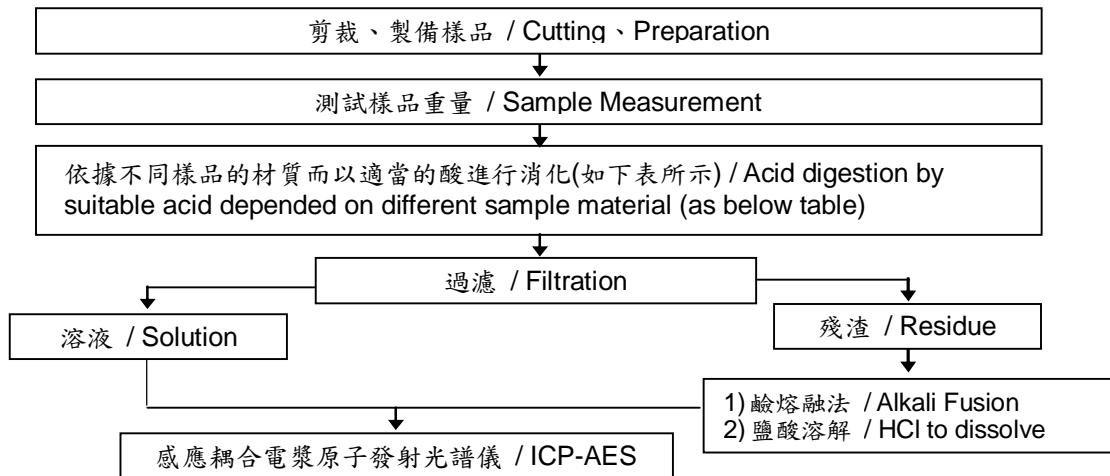 剪裁、製備樣品 / Cutting、Preparation
測試樣品重量 / Sample Measurement
依據不同樣品的材質而以適當的酸進行消化(如下表所示) / Acid digestion by
suitable acid depended on different sample material (as below table)
過濾 / Filtration
溶液 / Solution
殘渣 / Residue
1) 鹼熔融法 / Alkali Fusion
2) 鹽酸溶解 / HCl to dissolve
感應耦合電漿原子發射光譜儀 / ICP-AES